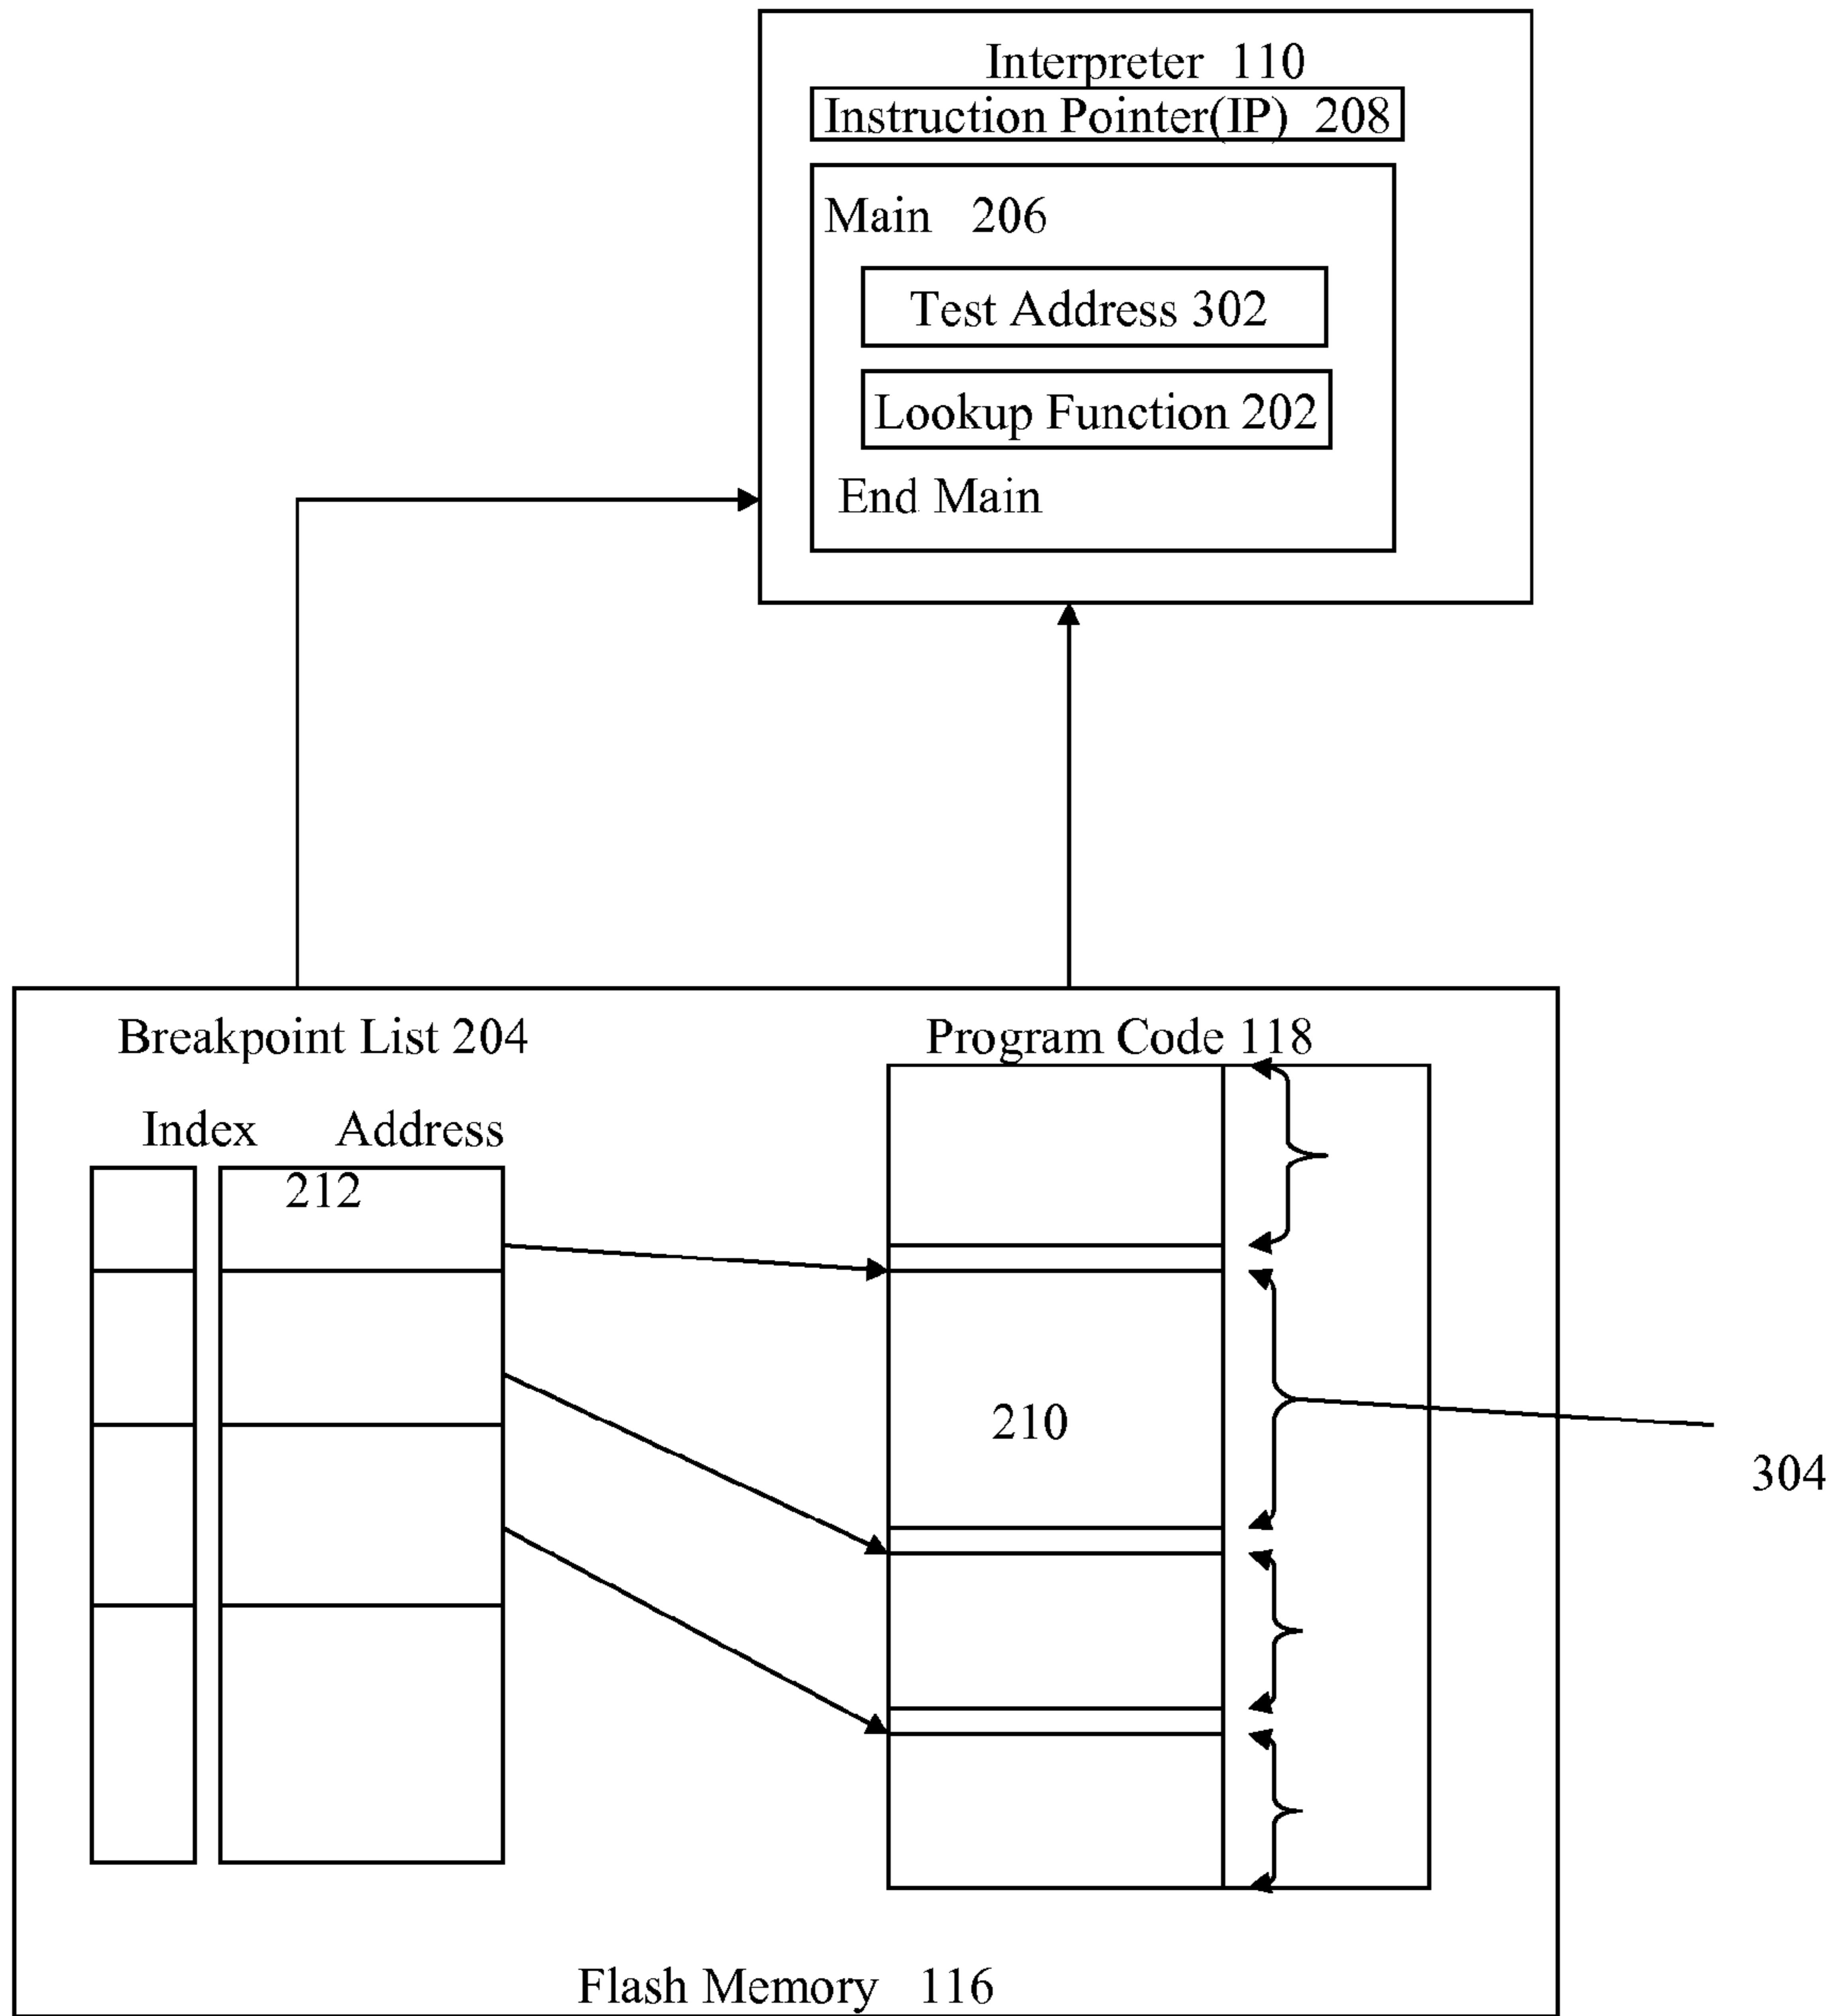 Interpreter 110
Instruction Pointer(IP) 208
Main 206
Test Address 302
Lookup Function 202
End Main
Breakpoint List 204
Program Code 118
Index Address
212
210
304
Flash Memory 116